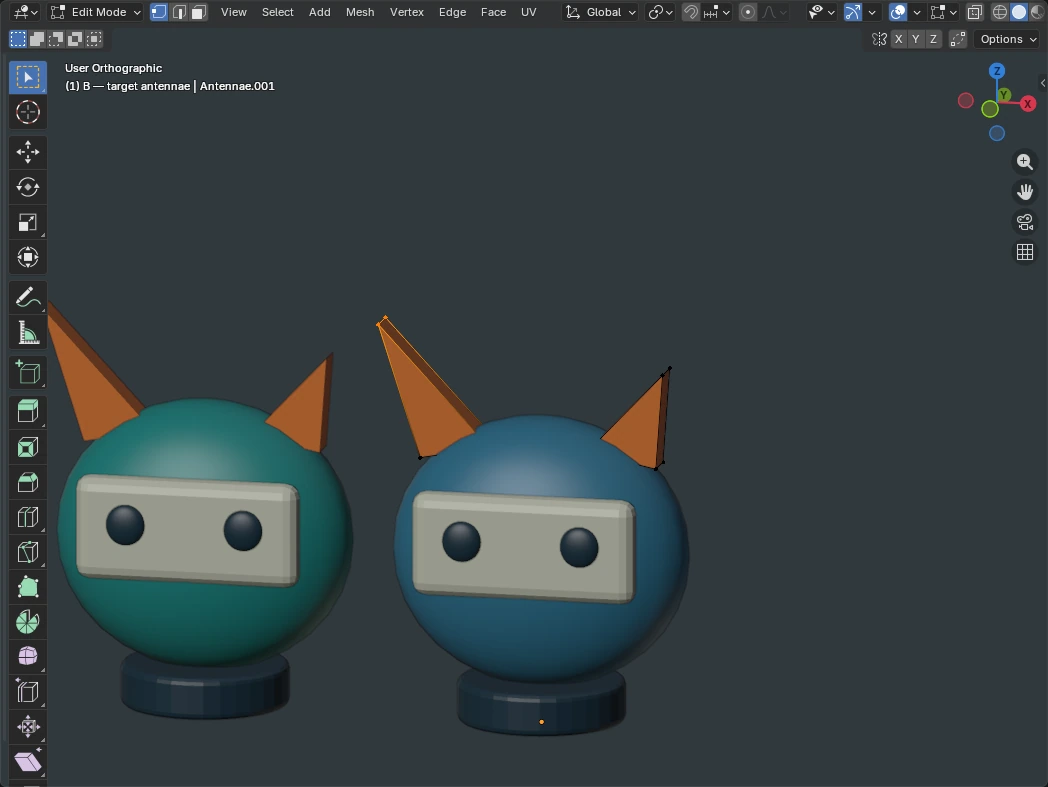 Edit Mode View Select Add Mesh Vertex Edge Face UV Global
X Y Z Options
User Orthographic
(1) B — target antennae | Antennae.001
Z
Y
X